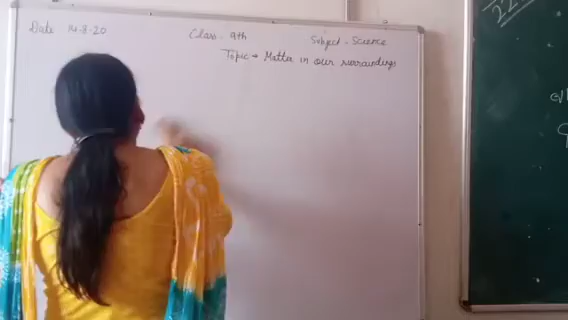 Date 14.8.20 Class - 9th Subject - Science
Topic → Matter in our surroundings